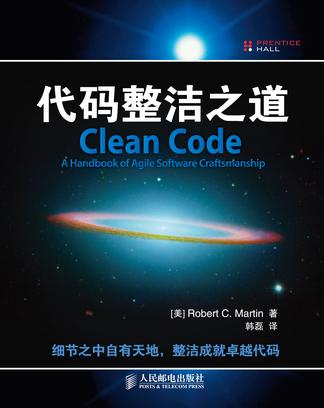 PRENTICE
HALL
代码整洁之道
Clean Code
A Handbook of Agile Software Craftsmanship
[美] Robert C. Martin 著
韩磊 译
细节之中自有天地，整洁成就卓越代码
人民邮电出版社
POSTS & TELECOM PRESS